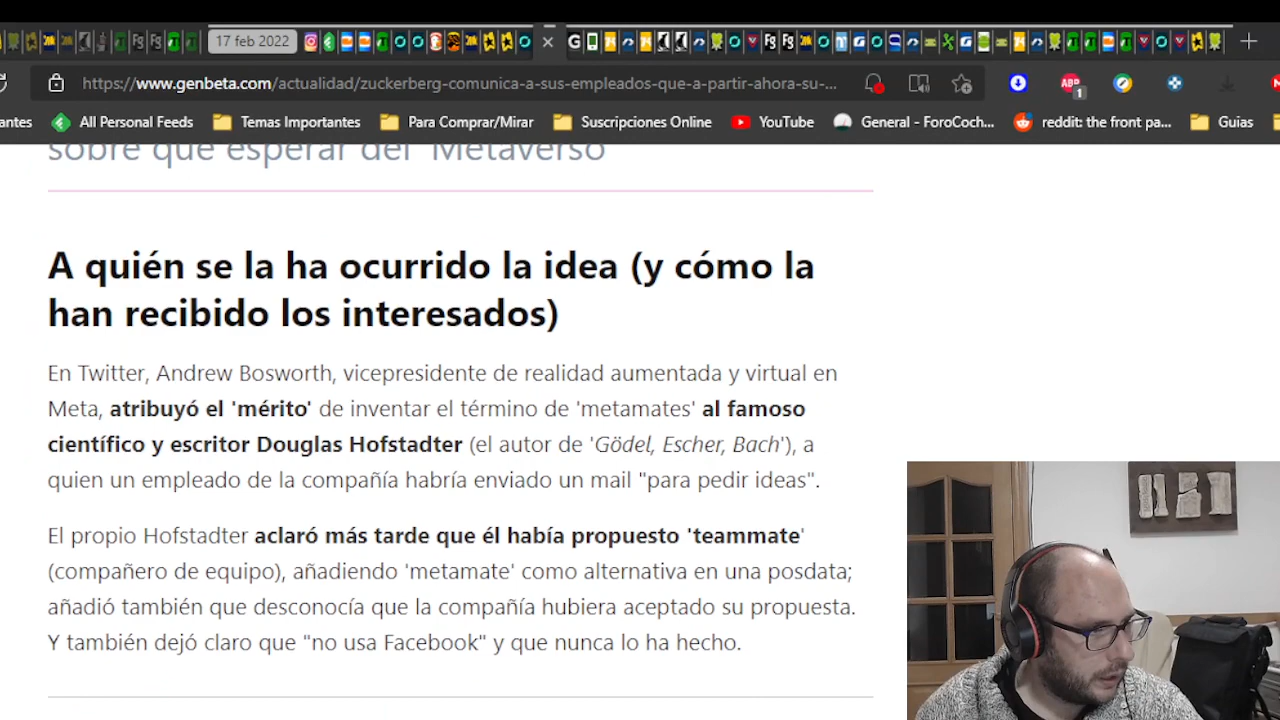 17 feb 2022
https://www.genbeta.com/actualidad/zuckerberg-comunica-a-sus-empleados-que-a-partir-ahora-su-...
1
antes All Personal Feeds Temas Importantes Para Comprar/Mirar Suscripciones Online YouTube General - ForoCoch... reddit: the front pa... Guias
sobre qué esperar del 'Metaverso'
A quién se la ha ocurrido la idea (y cómo la
han recibido los interesados)
En Twitter, Andrew Bosworth, vicepresidente de realidad aumentada y virtual en
Meta, atribuyó el 'mérito' de inventar el término de 'metamates' al famoso
científico y escritor Douglas Hofstadter (el autor de 'Gödel, Escher, Bach'), a
quien un empleado de la compañía habría enviado un mail "para pedir ideas".
El propio Hofstadter aclaró más tarde que él había propuesto 'teammate'
(compañero de equipo), añadiendo 'metamate' como alternativa en una posdata;
añadió también que desconocía que la compañía hubiera aceptado su propuesta.
Y también dejó claro que "no usa Facebook" y que nunca lo ha hecho.